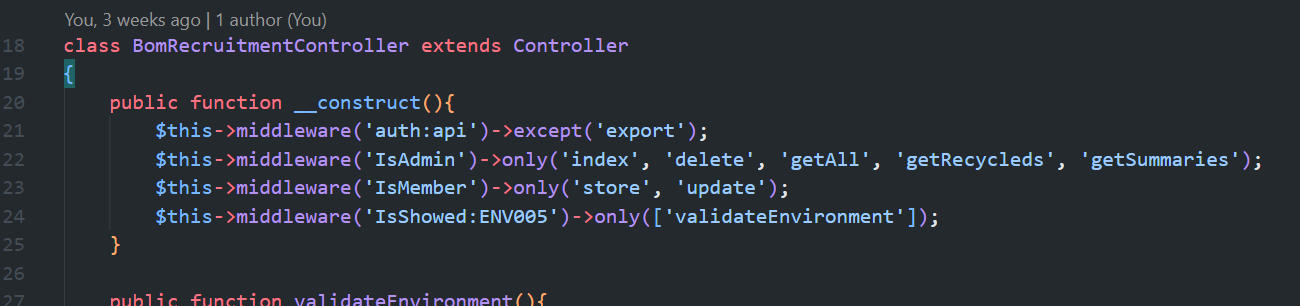 You, 3 weeks ago | 1 author (You)
18 class BomRecruitmentController extends Controller
19 {
20 public function __construct(){
21 $this->middleware('auth:api')->except('export');
22 $this->middleware('IsAdmin')->only('index', 'delete', 'getAll', 'getRecycleds', 'getSummaries');
23 $this->middleware('IsMember')->only('store', 'update');
24 $this->middleware('IsShowed:ENV005')->only(['validateEnvironment']);
25 }
26
27 public function validateEnvironment(){